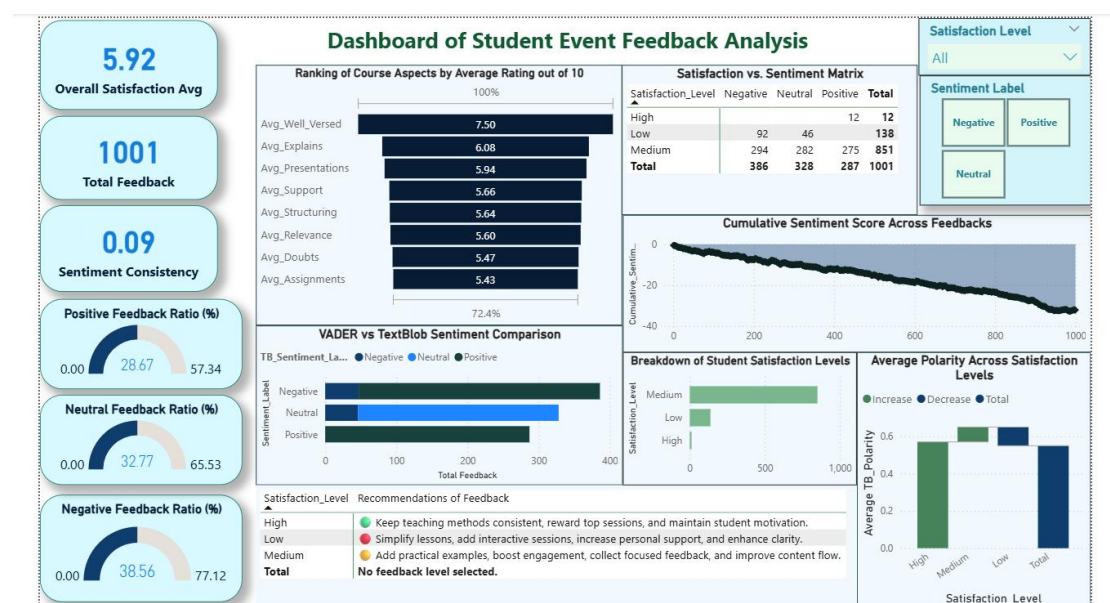 Dashboard of Student Event Feedback Analysis
5.92
Overall Satisfaction Avg
1001
Total Feedback
0.09
Sentiment Consistency
Positive Feedback Ratio (%)
28.67
0.00
57.34
Neutral Feedback Ratio (%)
32.77
0.00
65.53
Negative Feedback Ratio (%)
38.56
0.00
77.12
Ranking of Course Aspects by Average Rating out of 10
100%
Avg_Well_Versed 7.50
Avg_Explains 6.08
Avg_Presentations 5.94
Avg_Support 5.66
Avg_Structuring 5.64
Avg_Relevance 5.60
Avg_Doubts 5.47
Avg_Assignments 5.43
72.4%
Satisfaction vs. Sentiment Matrix
Satisfaction_Level Negative Neutral Positive Total
High 12 12
Low 92 46 138
Medium 294 282 275 851
Total 386 328 287 1001
Satisfaction Level
All
Sentiment Label
Negative Positive
Neutral
Cumulative Sentiment Score Across Feedbacks
Cumulative_Sentim...
0
-20
-40
0 200 400 600 800 1000
VADER vs TextBlob Sentiment Comparison
TB_Sentiment_La... Negative Neutral Positive
Sentiment_Label
Negative
Neutral
Positive
0 100 200 300 400
Total Feedback
Breakdown of Student Satisfaction Levels
Satisfaction_Level
Medium
Low
High
0 500 1,000
Average Polarity Across Satisfaction
Levels
Increase Decrease Total
Average TB_Polarity
0.6
0.4
0.2
0.0
High Medium Low Total
Satisfaction_Level
Satisfaction_Level Recommendations of Feedback
High Keep teaching methods consistent, reward top sessions, and maintain student motivation.
Low Simplify lessons, add interactive sessions, increase personal support, and enhance clarity.
Medium Add practical examples, boost engagement, collect focused feedback, and improve content flow.
Total No feedback level selected.